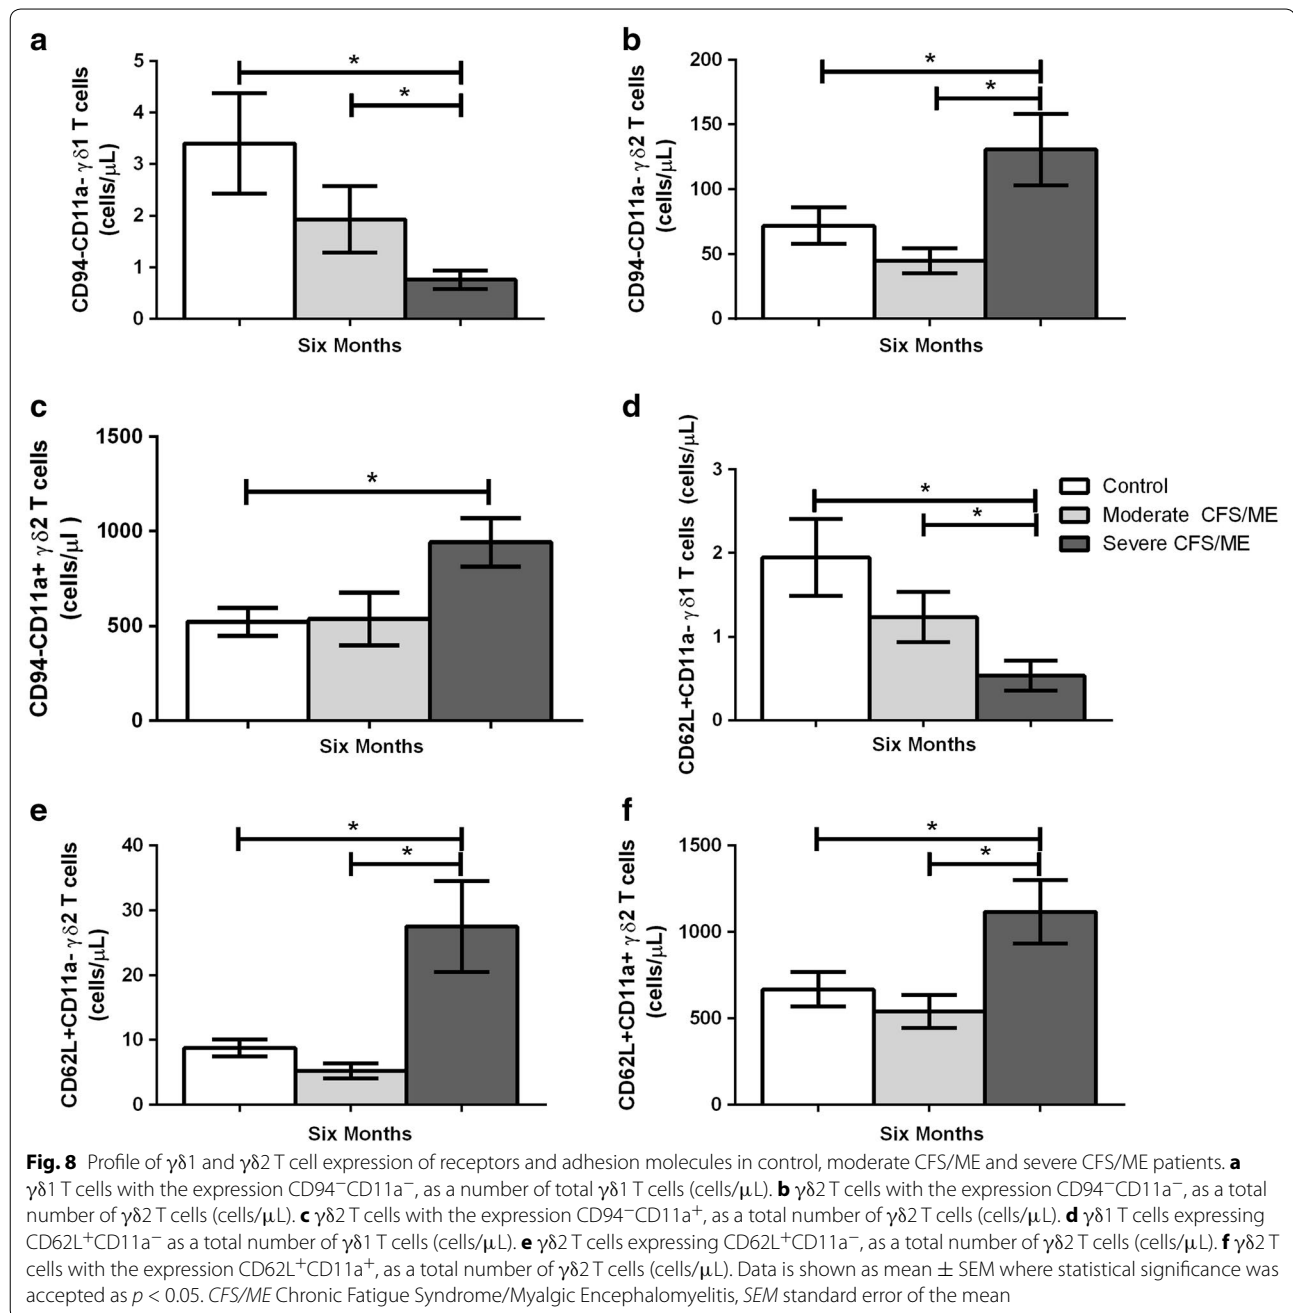 a
CD94-CD11a- γδ1 T cells
(cells/μL)
5
4
3
2
1
0
*
*
Six Months
b
CD94-CD11a- γδ2 T cells
(cells/μL)
200
150
100
50
0
*
*
Six Months
c
CD94-CD11a+ γδ2 T cells
(cells/μl )
1500
1000
500
0
*
Six Months
d
CD62L+CD11a- γδ1 T cells (cells/μL)
3
2
1
0
*
*
Six Months
Control
Moderate CFS/ME
Severe CFS/ME
e
CD62L+CD11a- γδ2 T cells
(cells/μL)
40
30
20
10
0
*
*
Six Months
f
CD62L+CD11a+ γδ2 T cells
(cells/μL)
1500
1000
500
0
*
*
Six Months
Fig. 8 Profile of γδ1 and γδ2 T cell expression of receptors and adhesion molecules in control, moderate CFS/ME and severe CFS/ME patients. a
γδ1 T cells with the expression CD94⁻CD11a⁻, as a number of total γδ1 T cells (cells/μL). b γδ2 T cells with the expression CD94⁻CD11a⁻, as a total
number of γδ2 T cells (cells/μL). c γδ2 T cells with the expression CD94⁻CD11a⁺, as a total number of γδ2 T cells (cells/μL). d γδ1 T cells expressing
CD62L⁺CD11a⁻ as a total number of γδ1 T cells (cells/μL). e γδ2 T cells expressing CD62L⁺CD11a⁻, as a total number of γδ2 T cells (cells/μL). f γδ2 T
cells with the expression CD62L⁺CD11a⁺, as a total number of γδ2 T cells (cells/μL). Data is shown as mean ± SEM where statistical significance was
accepted as p < 0.05. CFS/ME Chronic Fatigue Syndrome/Myalgic Encephalomyelitis, SEM standard error of the mean